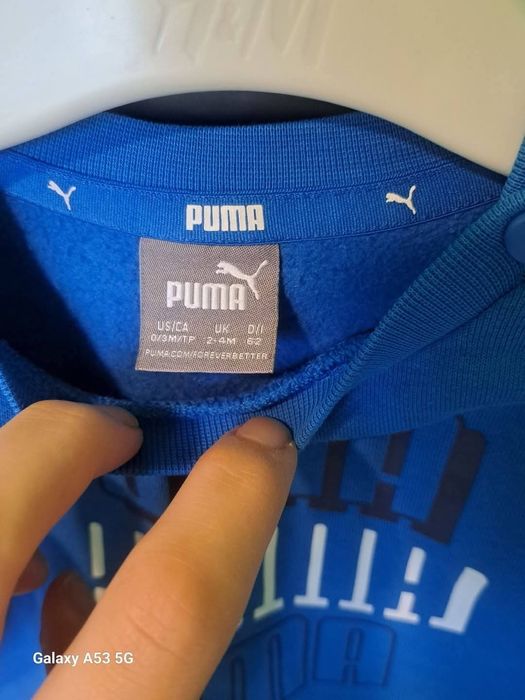 H&M
PUMA
PUMA
US/CA UK D/I
0/3M/TP 2-4M 62
PUMA.COM/FOREVERBETTER
Galaxy A53 5G